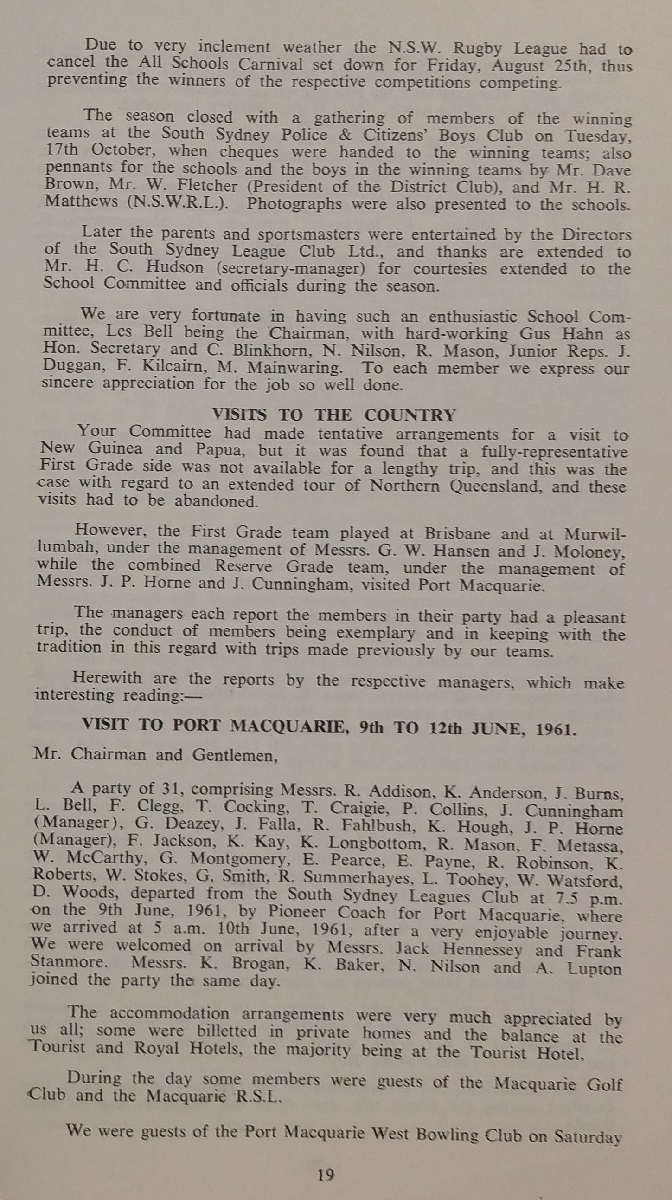 Due to very inclement weather the N.S.W. Rugby League had to
cancel the All Schools Carnival set down for Friday, August 25th, thus
preventing the winners of the respective competitions competing.
The season closed with a gathering of members of the winning
teams at the South Sydney Police & Citizens' Boys Club on Tuesday,
17th October, when cheques were handed to the winning teams; also
pennants for the schools and the boys in the winning teams by Mr. Dave
Brown, Mr. W. Fletcher (President of the District Club), and Mr. H. R.
Matthews (N.S.W.R.L.). Photographs were also presented to the schools.
Later the parents and sportsmasters were entertained by the Directors
of the South Sydney League Club Ltd., and thanks are extended to
Mr. H. C. Hudson (secretary-manager) for courtesies extended to the
School Committee and officials during the season.
We are very fortunate in having such an enthusiastic School Com-
mittee, Les Bell being the Chairman, with hard-working Gus Hahn as
Hon. Secretary and C. Blinkhorn, N. Nilson, R. Mason, Junior Reps. J.
Duggan, F. Kilcairn, M. Mainwaring. To each member we express our
sincere appreciation for the job so well done.
VISITS TO THE COUNTRY
Your Committee had made tentative arrangements for a visit to
New Guinea and Papua, but it was found that a fully-representative
First Grade side was not available for a lengthy trip, and this was the
case with regard to an extended tour of Northern Queensland, and these
visits had to be abandoned.
However, the First Grade team played at Brisbane and at Murwil-
lumbah, under the management of Messrs. G. W. Hansen and J. Moloney,
while the combined Reserve Grade team, under the management of
Messrs. J. P. Horne and J. Cunningham, visited Port Macquarie.
The managers each report the members in their party had a pleasant
trip, the conduct of members being exemplary and in keeping with the
tradition in this regard with trips made previously by our teams.
Herewith are the reports by the respective managers, which make
interesting reading:—
VISIT TO PORT MACQUARIE, 9th TO 12th JUNE, 1961.
Mr. Chairman and Gentlemen,
A party of 31, comprising Messrs. R. Addison, K. Anderson, J. Burns,
L. Bell, F. Clegg, T. Cocking, T. Craigie, P. Collins, J. Cunningham
(Manager), G. Deazey, J. Falla, R. Fahlbush, K. Hough, J. P. Horne
(Manager), F. Jackson, K. Kay, K. Longbottom, R. Mason, F. Metassa,
W. McCarthy, G. Montgomery, E. Pearce, E. Payne, R. Robinson, K.
Roberts, W. Stokes, G. Smith, R. Summerhayes, L. Toohey, W. Watsford,
D. Woods, departed from the South Sydney Leagues Club at 7.5 p.m.
on the 9th June, 1961, by Pioneer Coach for Port Macquarie, where
we arrived at 5 a.m. 10th June, 1961, after a very enjoyable journey.
We were welcomed on arrival by Messrs. Jack Hennessey and Frank
Stanmore. Messrs. K. Brogan, K. Baker, N. Nilson and A. Lupton
joined the party the same day.
The accommodation arrangements were very much appreciated by
us all; some were billetted in private homes and the balance at the
Tourist and Royal Hotels, the majority being at the Tourist Hotel.
During the day some members were guests of the Macquarie Golf
Club and the Macquarie R.S.L.
We were guests of the Port Macquarie West Bowling Club on Saturday
19